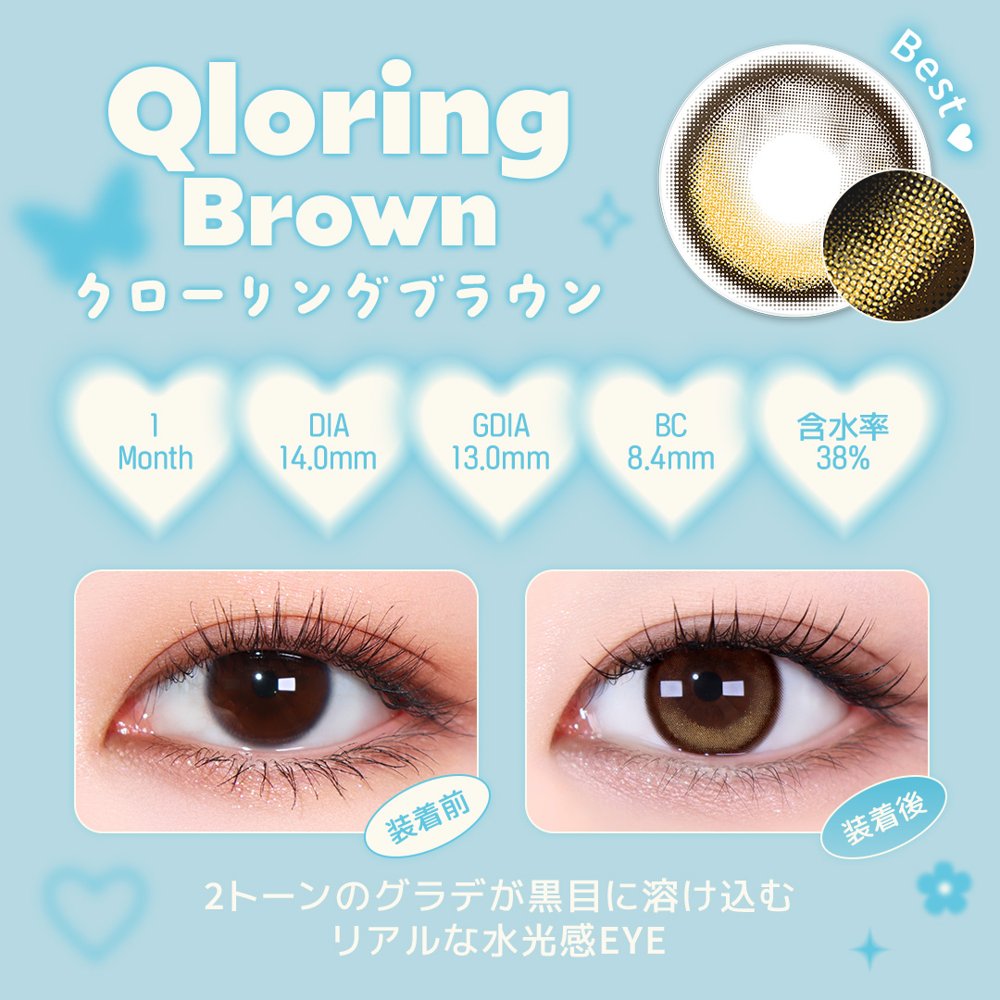 Qloring
Brown
クローリングブラウン
Best♥
1
Month
DIA
14.0mm
GDIA
13.0mm
BC
8.4mm
含水率
38%
装着前
装着後
2トーンのグラデが黒目に溶け込む
リアルな水光感EYE